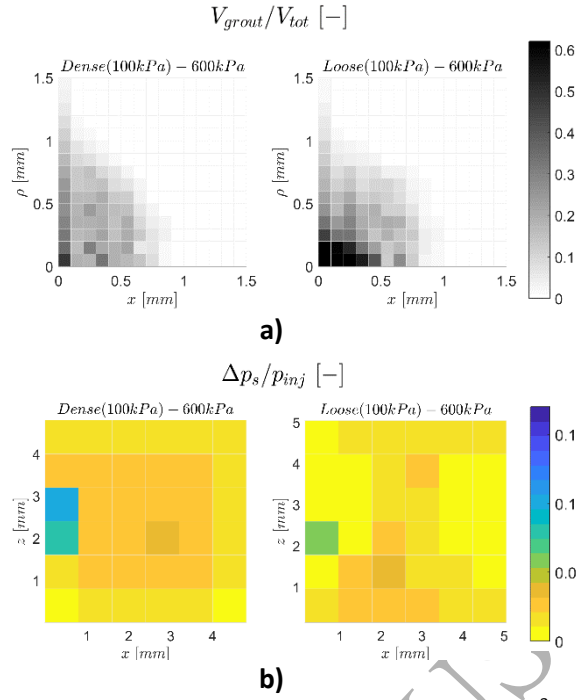 V_grout/V_tot [−]
Dense(100kPa) − 600kPa
Loose(100kPa) − 600kPa
1.5
1
0.5
0
ρ [mm]
0 0.5 1 1.5
x [mm]
1.5
1
0.5
0
ρ [mm]
0 0.5 1 1.5
x [mm]
0.6
0.5
0.4
0.3
0.2
0.1
0
a)
Δp_s/p_inj [−]
Dense(100kPa) − 600kPa
Loose(100kPa) − 600kPa
4
3
2
1
z [mm]
1 2 3 4
x [mm]
5
4
3
2
1
z [mm]
1 2 3 4 5
x [mm]
0.1
0.1
0.0
0
b)